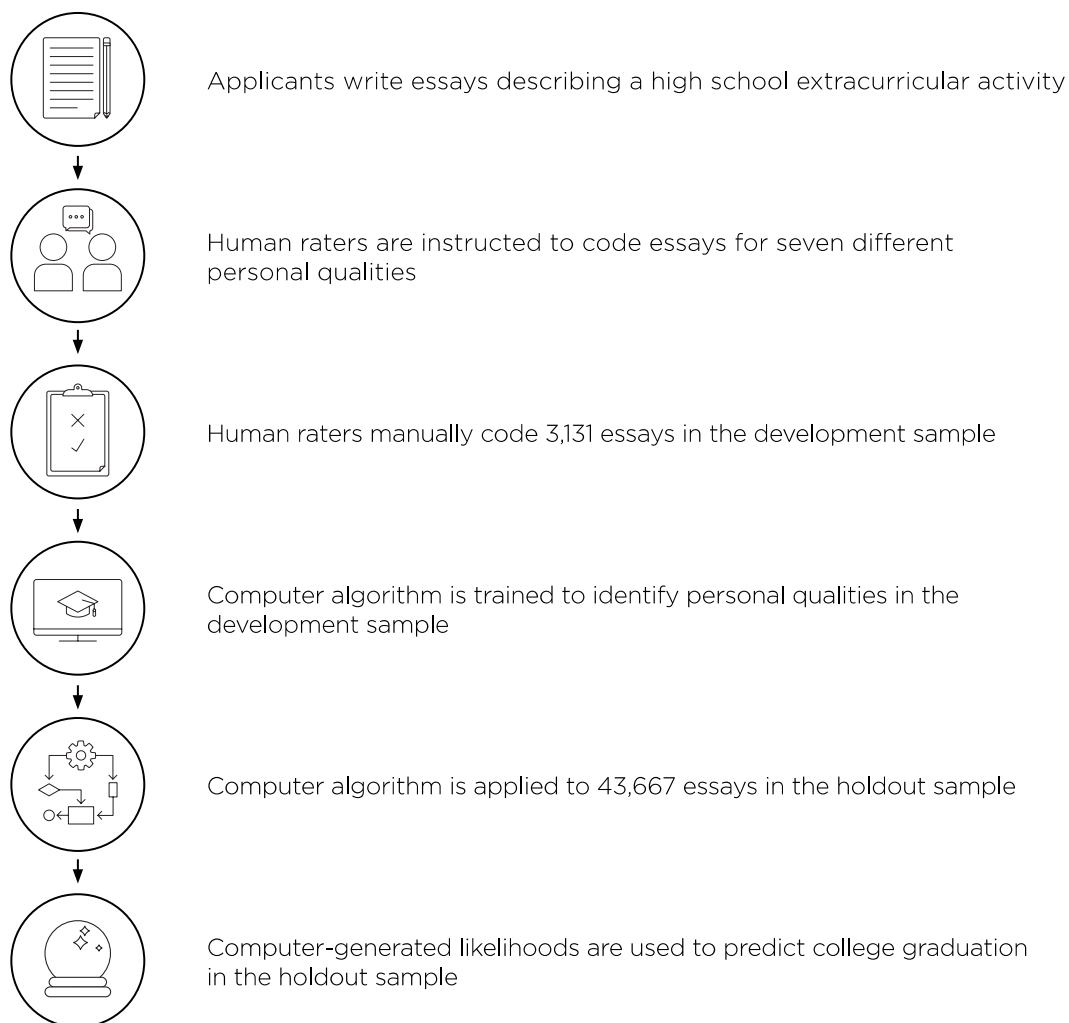 Applicants write essays describing a high school extracurricular activity
Human raters are instructed to code essays for seven different
personal qualities
Human raters manually code 3,131 essays in the development sample
Computer algorithm is trained to identify personal qualities in the
development sample
Computer algorithm is applied to 43,667 essays in the holdout sample
Computer-generated likelihoods are used to predict college graduation
in the holdout sample